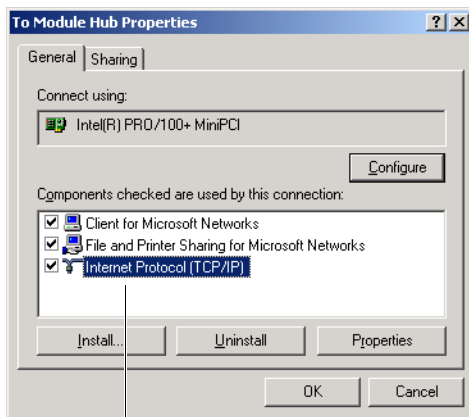 To Module Hub Properties
General Sharing
Connect using:
Intel(R) PRO/100+ MiniPCI
Configure
Components checked are used by this connection:
Client for Microsoft Networks
File and Printer Sharing for Microsoft Networks
Internet Protocol (TCP/IP)
Install... Uninstall Properties
OK Cancel